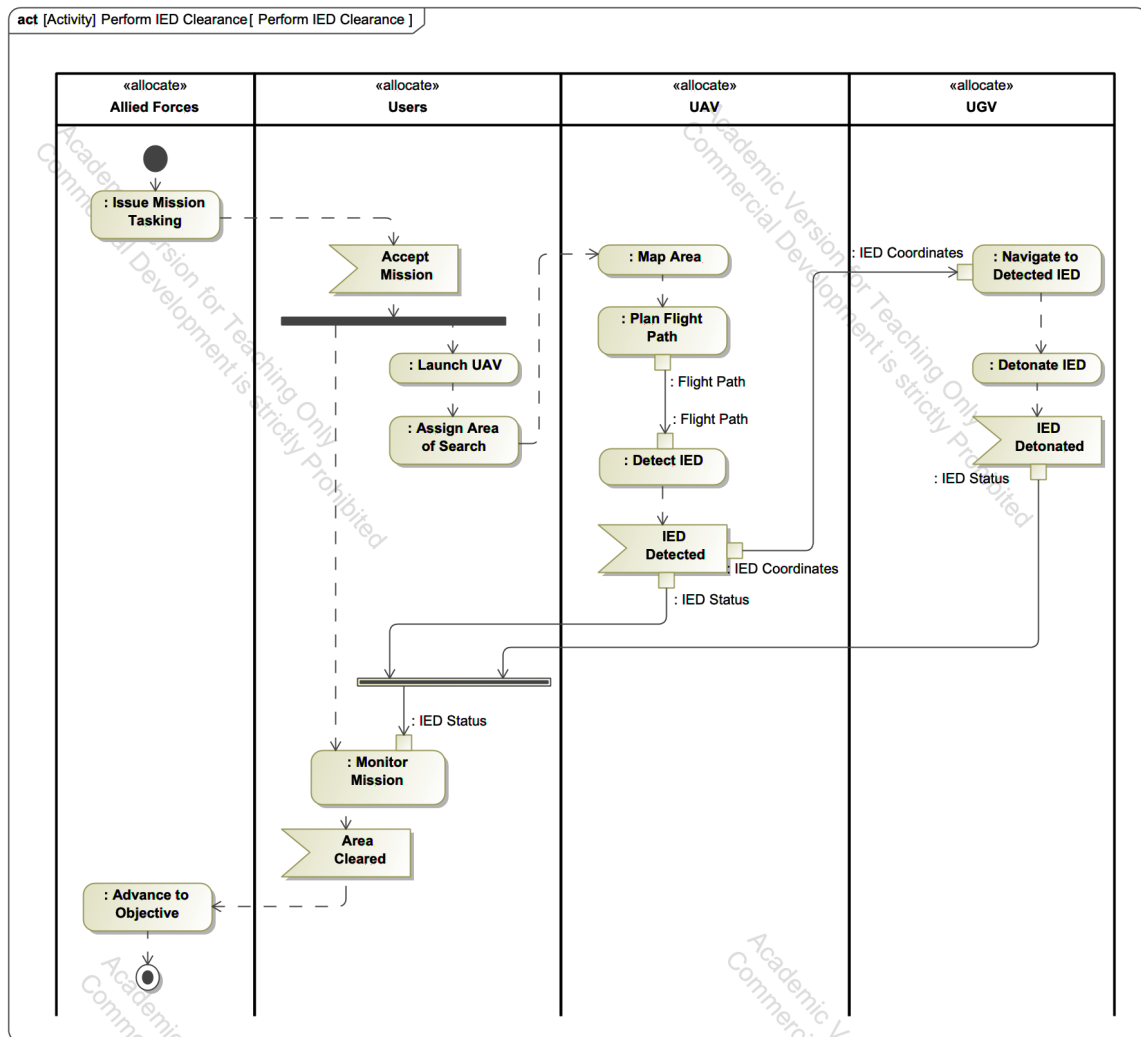 act [Activity] Perform IED Clearance[ Perform IED Clearance ]
«allocate»
Allied Forces
«allocate»
Users
«allocate»
UAV
«allocate»
UGV
: Issue Mission
Tasking
Accept
Mission
: Launch UAV
: Assign Area
of Search
: Map Area
: Plan Flight
Path
: Flight Path
: Flight Path
: Detect IED
IED
Detected
: IED Coordinates
: IED Status
: IED Coordinates
: Navigate to
Detected IED
: Detonate IED
IED
Detonated
: IED Status
: IED Status
: Monitor
Mission
Area
Cleared
: Advance to
Objective
Academic Version for Teaching Only
Commercial Development is strictly Prohibited
Academic Version for Teaching Only
Commercial Development is strictly Prohibited
Academic
Commer
Academic V
Commercial